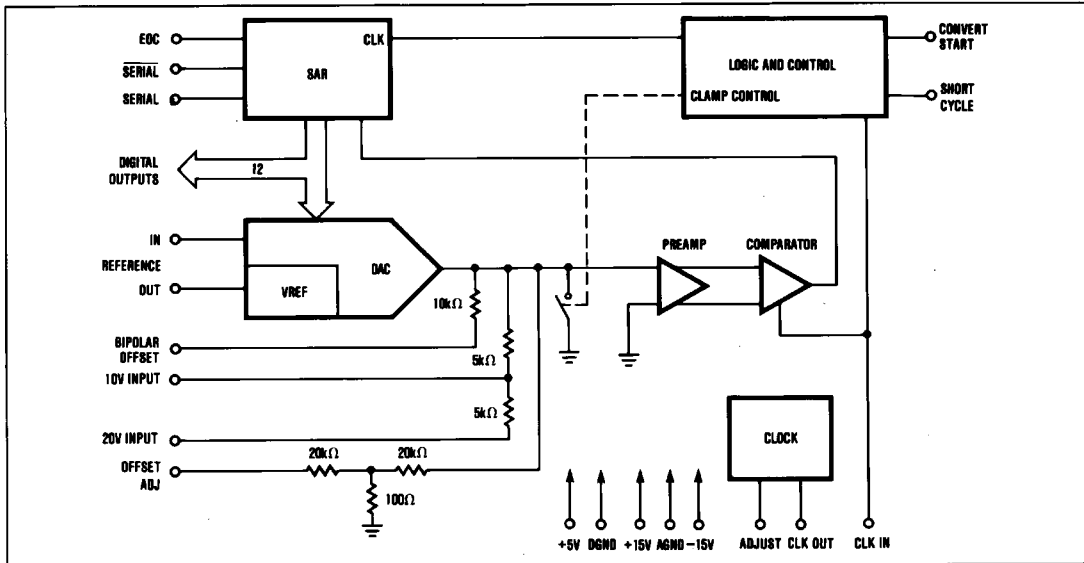 EOC
SERIAL
SERIAL
CLK
SAR
LOGIC AND CONTROL
CLAMP CONTROL
CONVERT
START
SHORT
CYCLE
DIGITAL
OUTPUTS
12
IN
REFERENCE
OUT
VREF
DAC
PREAMP
COMPARATOR
10kΩ
BIPOLAR
OFFSET
5kΩ
10V INPUT
5kΩ
20V INPUT
OFFSET
ADJ
20kΩ
20kΩ
100Ω
CLOCK
+5V
DGND
+15V
AGND
-15V
ADJUST
CLK OUT
CLK IN